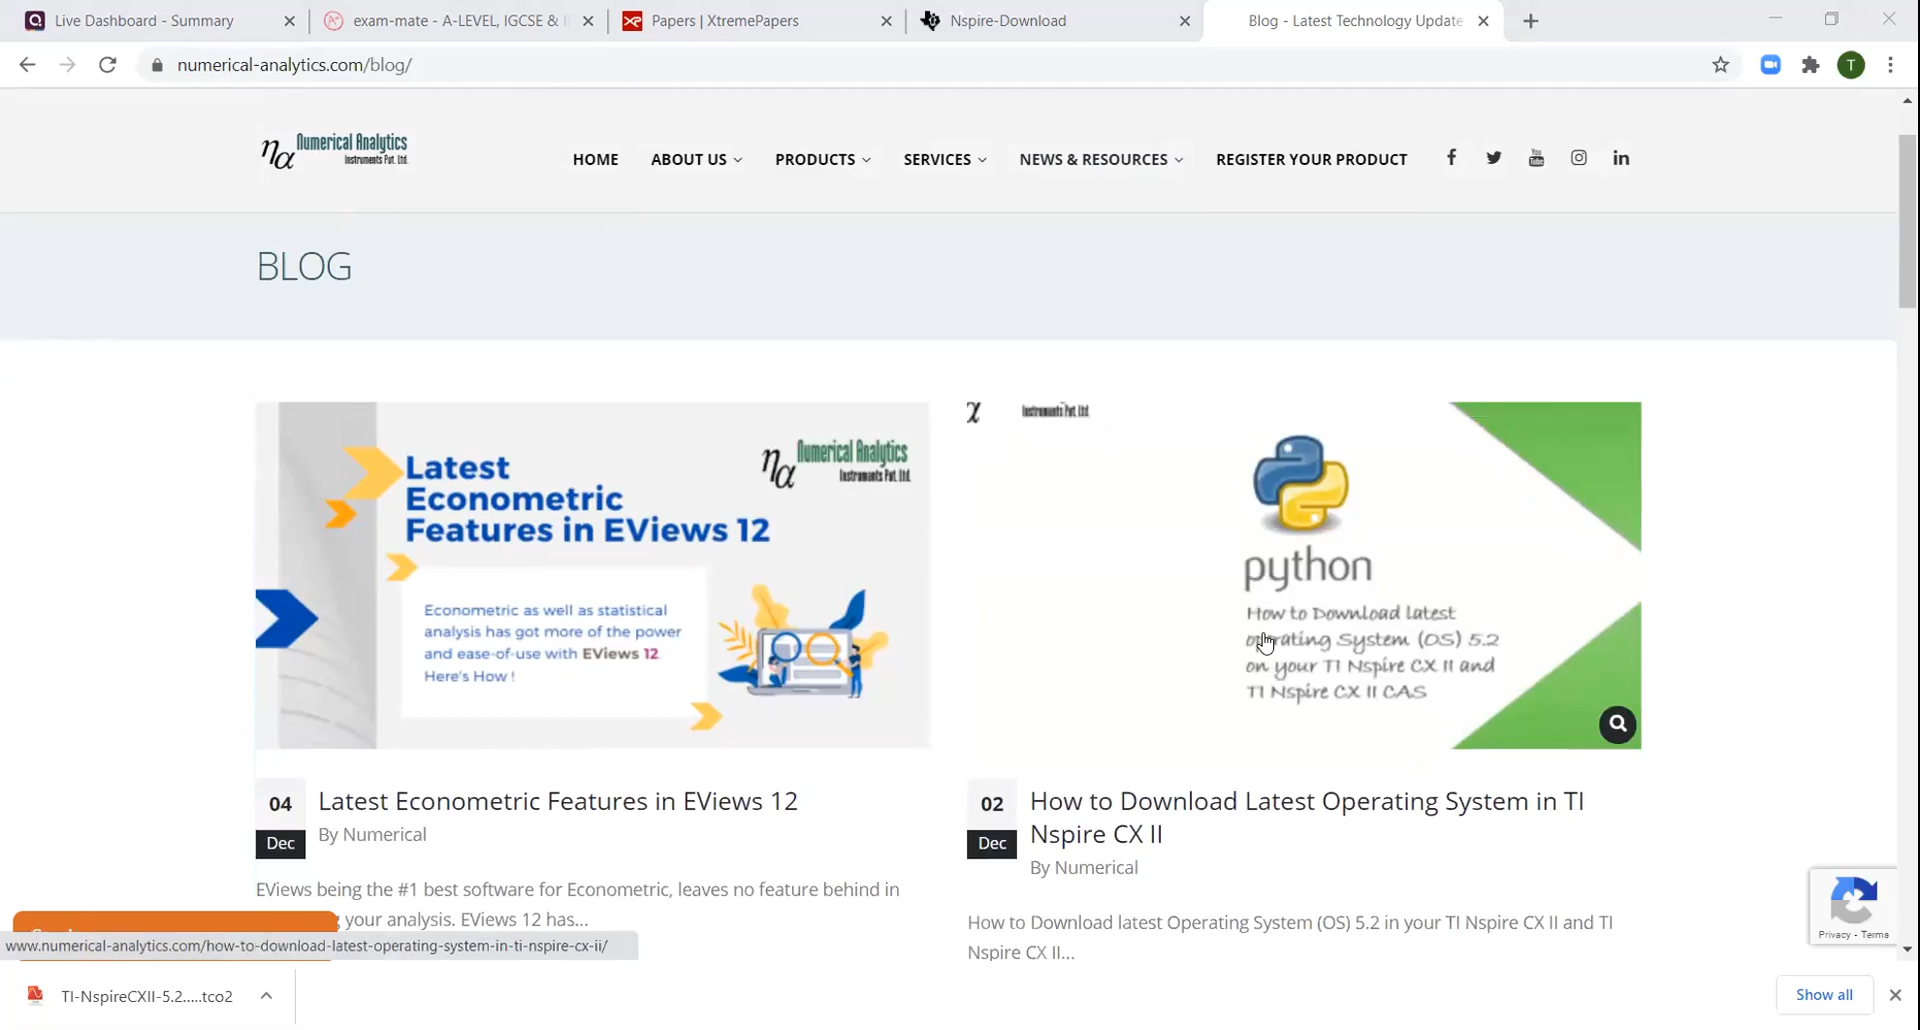 Live Dashboard - Summary
exam-mate - A-LEVEL, IGCSE &
Papers | XtremePapers
Nspire-Download
Blog - Latest Technology Update
numerical-analytics.com/blog/
T
ηα Numerical Analytics
Instruments Pvt. Ltd.
HOME
ABOUT US
PRODUCTS
SERVICES
NEWS & RESOURCES
REGISTER YOUR PRODUCT
BLOG
Latest
Econometric
Features in EViews 12
ηα Numerical Analytics
Instruments Pvt. Ltd.
Econometric as well as statistical
analysis has got more of the power
and ease-of-use with EViews 12
Here's How !
Instruments Pvt. Ltd.
python
How to Download latest
operating System (OS) 5.2
on your TI Nspire CX II and
TI Nspire CX II CAS
04
Dec
Latest Econometric Features in EViews 12
By Numerical
EViews being the #1 best software for Econometric, leaves no feature behind in
your analysis. EViews 12 has...
02
Dec
How to Download Latest Operating System in TI
Nspire CX II
By Numerical
How to Download latest Operating System (OS) 5.2 in your TI Nspire CX II and TI
Nspire CX II...
Privacy - Terms
www.numerical-analytics.com/how-to-download-latest-operating-system-in-ti-nspire-cx-ii/
TI-NspireCXII-5.2.....tco2
Show all